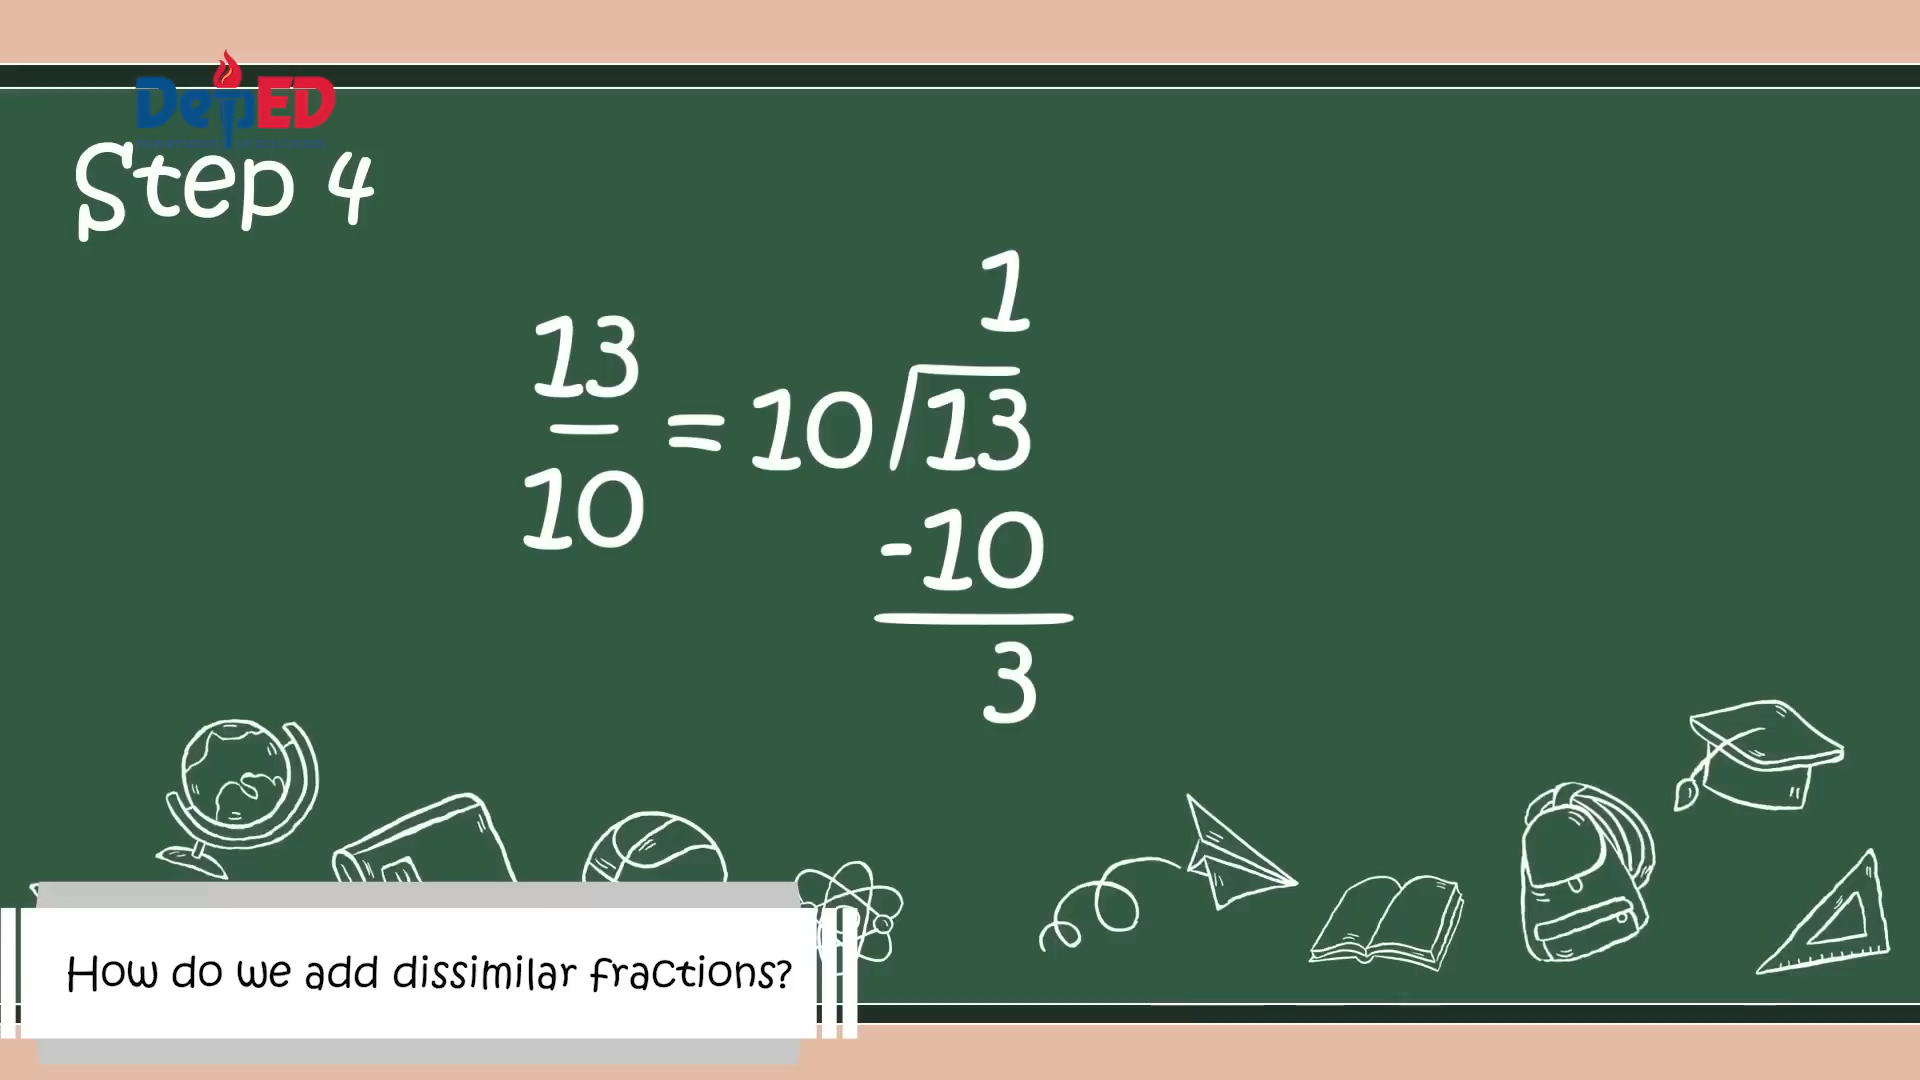 DepED
Step 4
1
13
10
= 10 13
-10
3
How do we add dissimilar fractions?